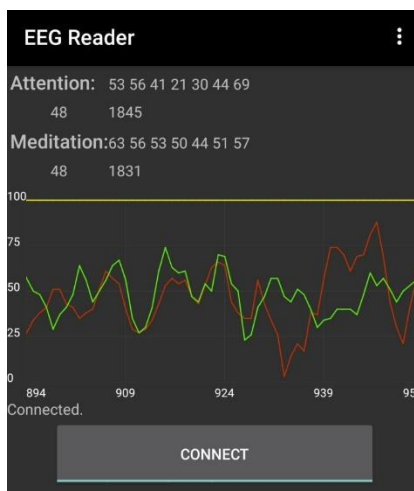 EEG Reader
Attention: 53 56 41 21 30 44 69
48 1845
Meditation:63 56 53 50 44 51 57
48 1831
100
75
50
25
0
894 909 924 939 95
Connected.
CONNECT